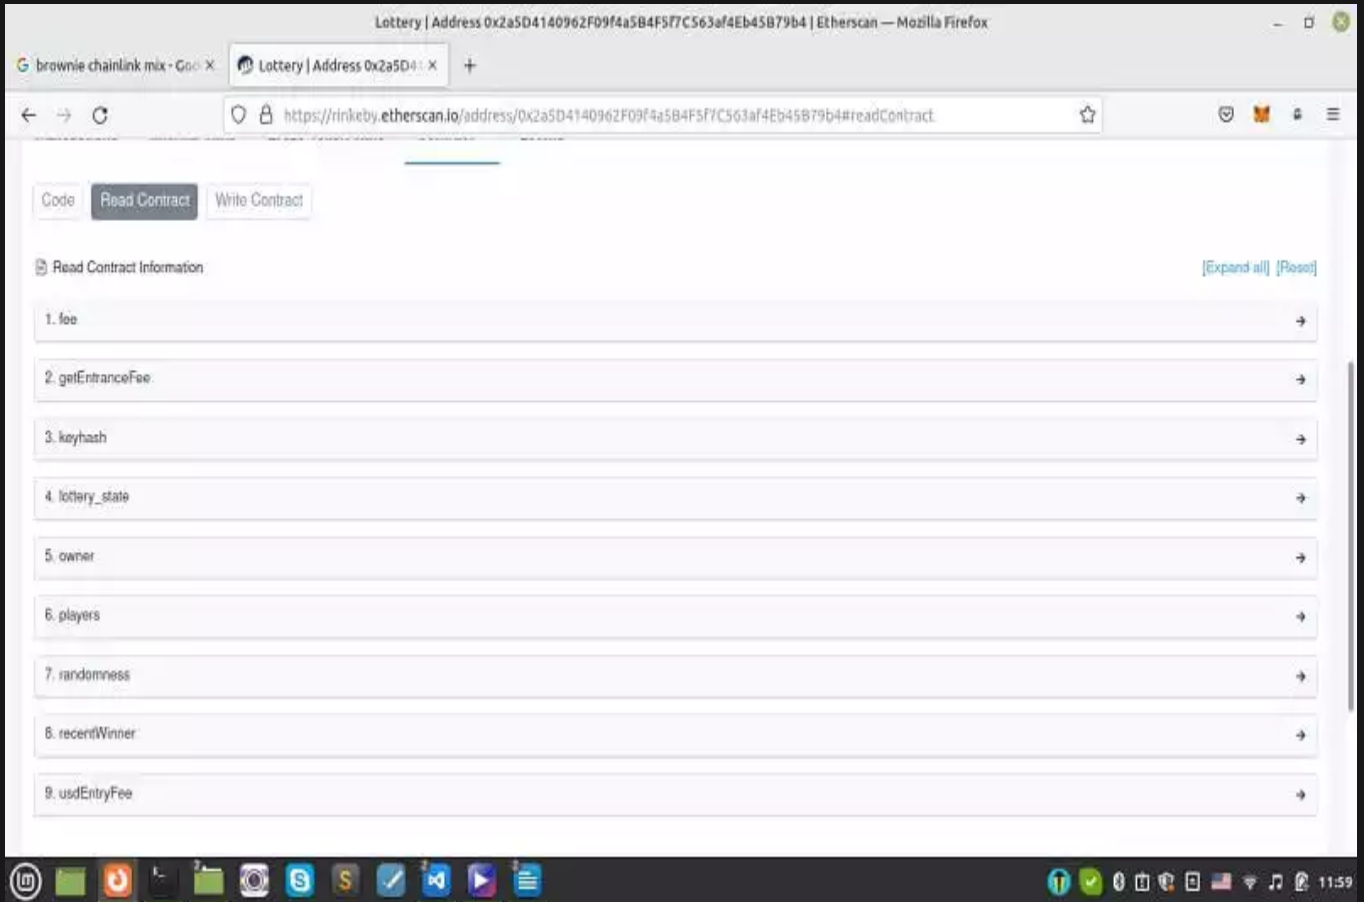 Lottery | Address 0x2a5D4140962F09f4a5B4F5f7C563af4Eb45B79b4 | Etherscan — Mozilla Firefox
brownie chainlink mix - Goo
Lottery | Address 0x2a5D4
https://rinkeby.etherscan.io/address/0x2a5D4140962F09f4a5B4F5f7C563af4Eb45B79b4#readContract
Code
Read Contract
Write Contract
Read Contract Information
[Expand all] [Reset]
1. fee
2. getEntranceFee
3. keyhash
4. lottery_state
5. owner
6. players
7. randomness
8. recentWinner
9. usdEntryFee
11:59